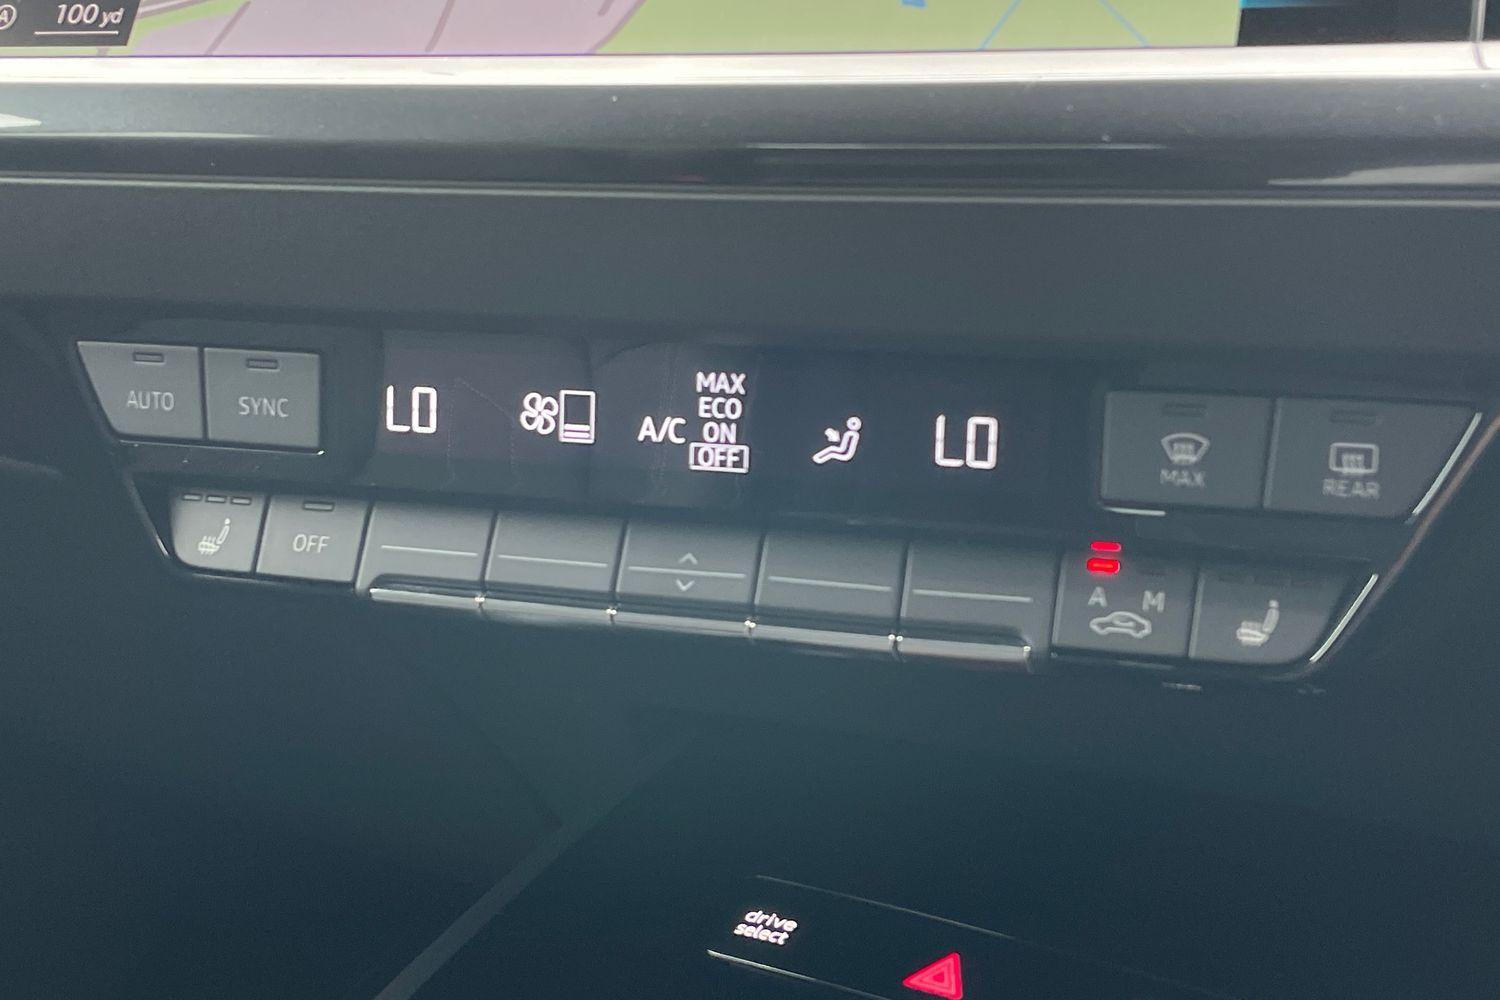 100 yd
AUTO
SYNC
LO
A/C
MAX
ECO
ON
OFF
LO
MAX
REAR
OFF
A M
drive
select